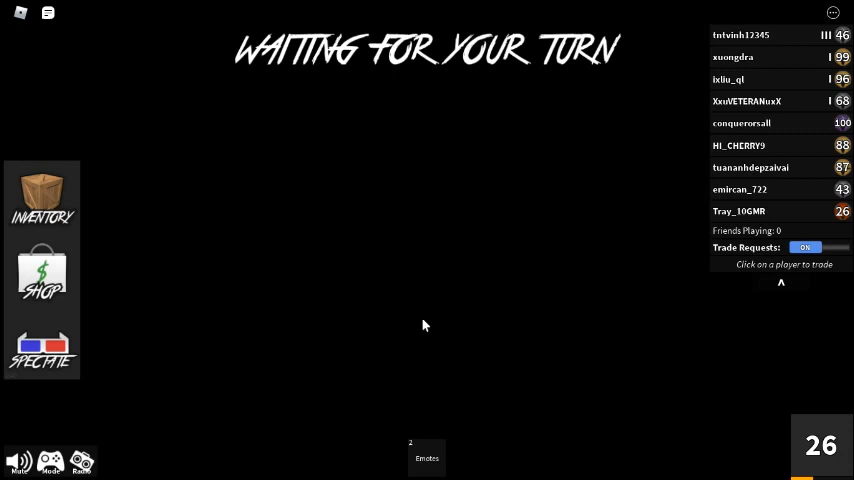 WAITING FOR YOUR TURN
tntvinh12345 III 46
xuongdra I 99
ixliu_ql I 96
XxuVETERANuxX I 68
conquerorsall 100
HI_CHERRY9 88
tuananhdepzaivai 87
emircan_722 43
Tray_10GMR 26
Friends Playing: 0
Trade Requests: ON
Click on a player to trade
INVENTORY
$
SHOP
SPECTATE
Mute
Mode
Radio
2
Emotes
26